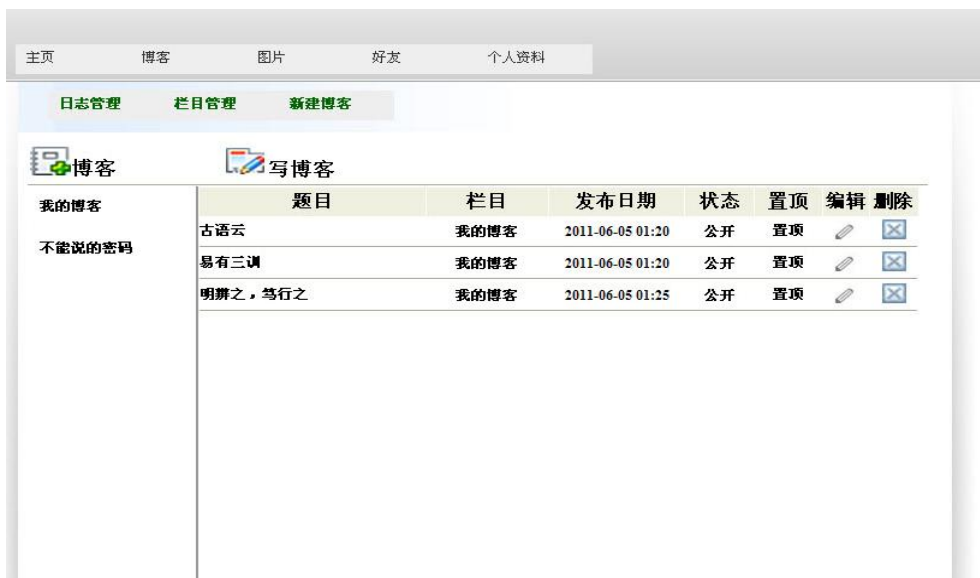 主页 博客 图片 好友 个人资料
日志管理 栏目管理 新建博客
博客 写博客
我的博客
不能说的密码
题目 栏目 发布日期 状态 置顶 编辑 删除
古语云 我的博客 2011-06-05 01:20 公开 置顶
易有三训 我的博客 2011-06-05 01:20 公开 置顶
明辨之，笃行之 我的博客 2011-06-05 01:25 公开 置顶